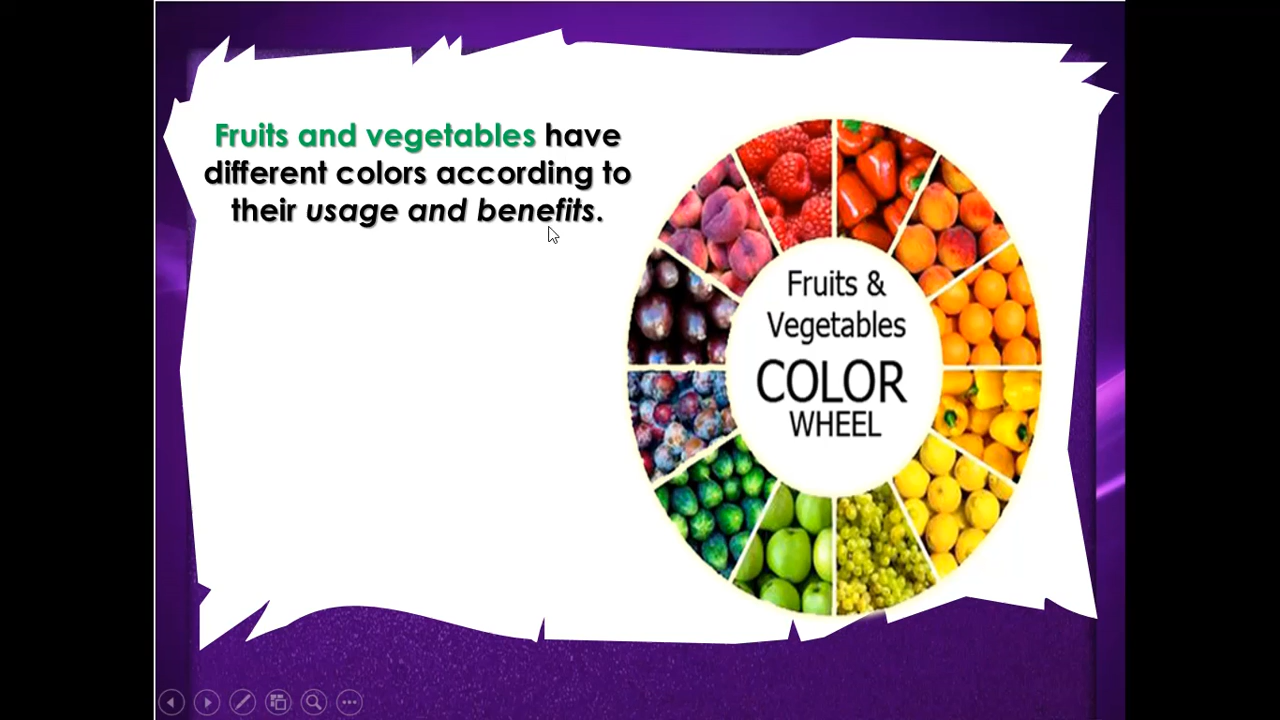 Fruits and vegetables have
different colors according to
their usage and benefits.
Fruits &
Vegetables
COLOR
WHEEL